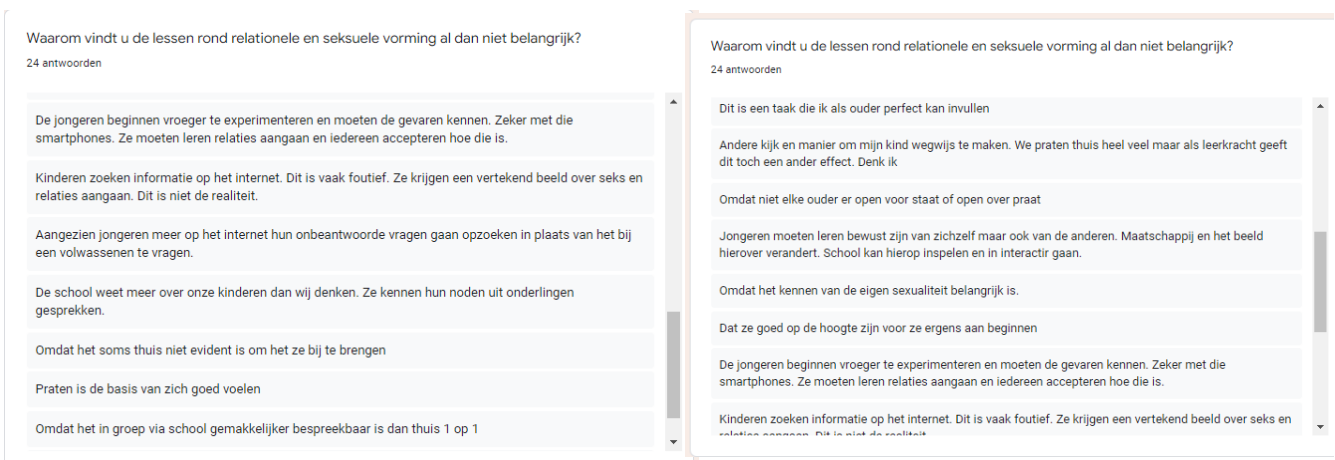 Waarom vindt u de lessen rond relationele en seksuele vorming al dan niet belangrijk?
24 antwoorden
De jongeren beginnen vroeger te experimenteren en moeten de gevaren kennen. Zeker met die
smartphones. Ze moeten leren relaties aangaan en iedereen accepteren hoe die is.
Kinderen zoeken informatie op het internet. Dit is vaak foutief. Ze krijgen een vertekend beeld over seks en
relaties aangaan. Dit is niet de realiteit.
Aangezien jongeren meer op het internet hun onbeantwoorde vragen gaan opzoeken in plaats van het bij
een volwassenen te vragen.
De school weet meer over onze kinderen dan wij denken. Ze kennen hun noden uit onderlingen
gesprekken.
Omdat het soms thuis niet evident is om het ze bij te brengen
Praten is de basis van zich goed voelen
Omdat het in groep via school gemakkelijker bespreekbaar is dan thuis 1 op 1
Waarom vindt u de lessen rond relationele en seksuele vorming al dan niet belangrijk?
24 antwoorden
Dit is een taak die ik als ouder perfect kan invullen
Andere kijk en manier om mijn kind wegwijs te maken. We praten thuis heel veel maar als leerkracht geeft
dit toch een ander effect. Denk ik
Omdat niet elke ouder er open voor staat of open over praat
Jongeren moeten leren bewust zijn van zichzelf maar ook van de anderen. Maatschappij en het beeld
hierover verandert. School kan hierop inspelen en in interactir gaan.
Omdat het kennen van de eigen sexualiteit belangrijk is.
Dat ze goed op de hoogte zijn voor ze ergens aan beginnen
De jongeren beginnen vroeger te experimenteren en moeten de gevaren kennen. Zeker met die
smartphones. Ze moeten leren relaties aangaan en iedereen accepteren hoe die is.
Kinderen zoeken informatie op het internet. Dit is vaak foutief. Ze krijgen een vertekend beeld over seks en
relaties aangaan. Dit is niet de realiteit.